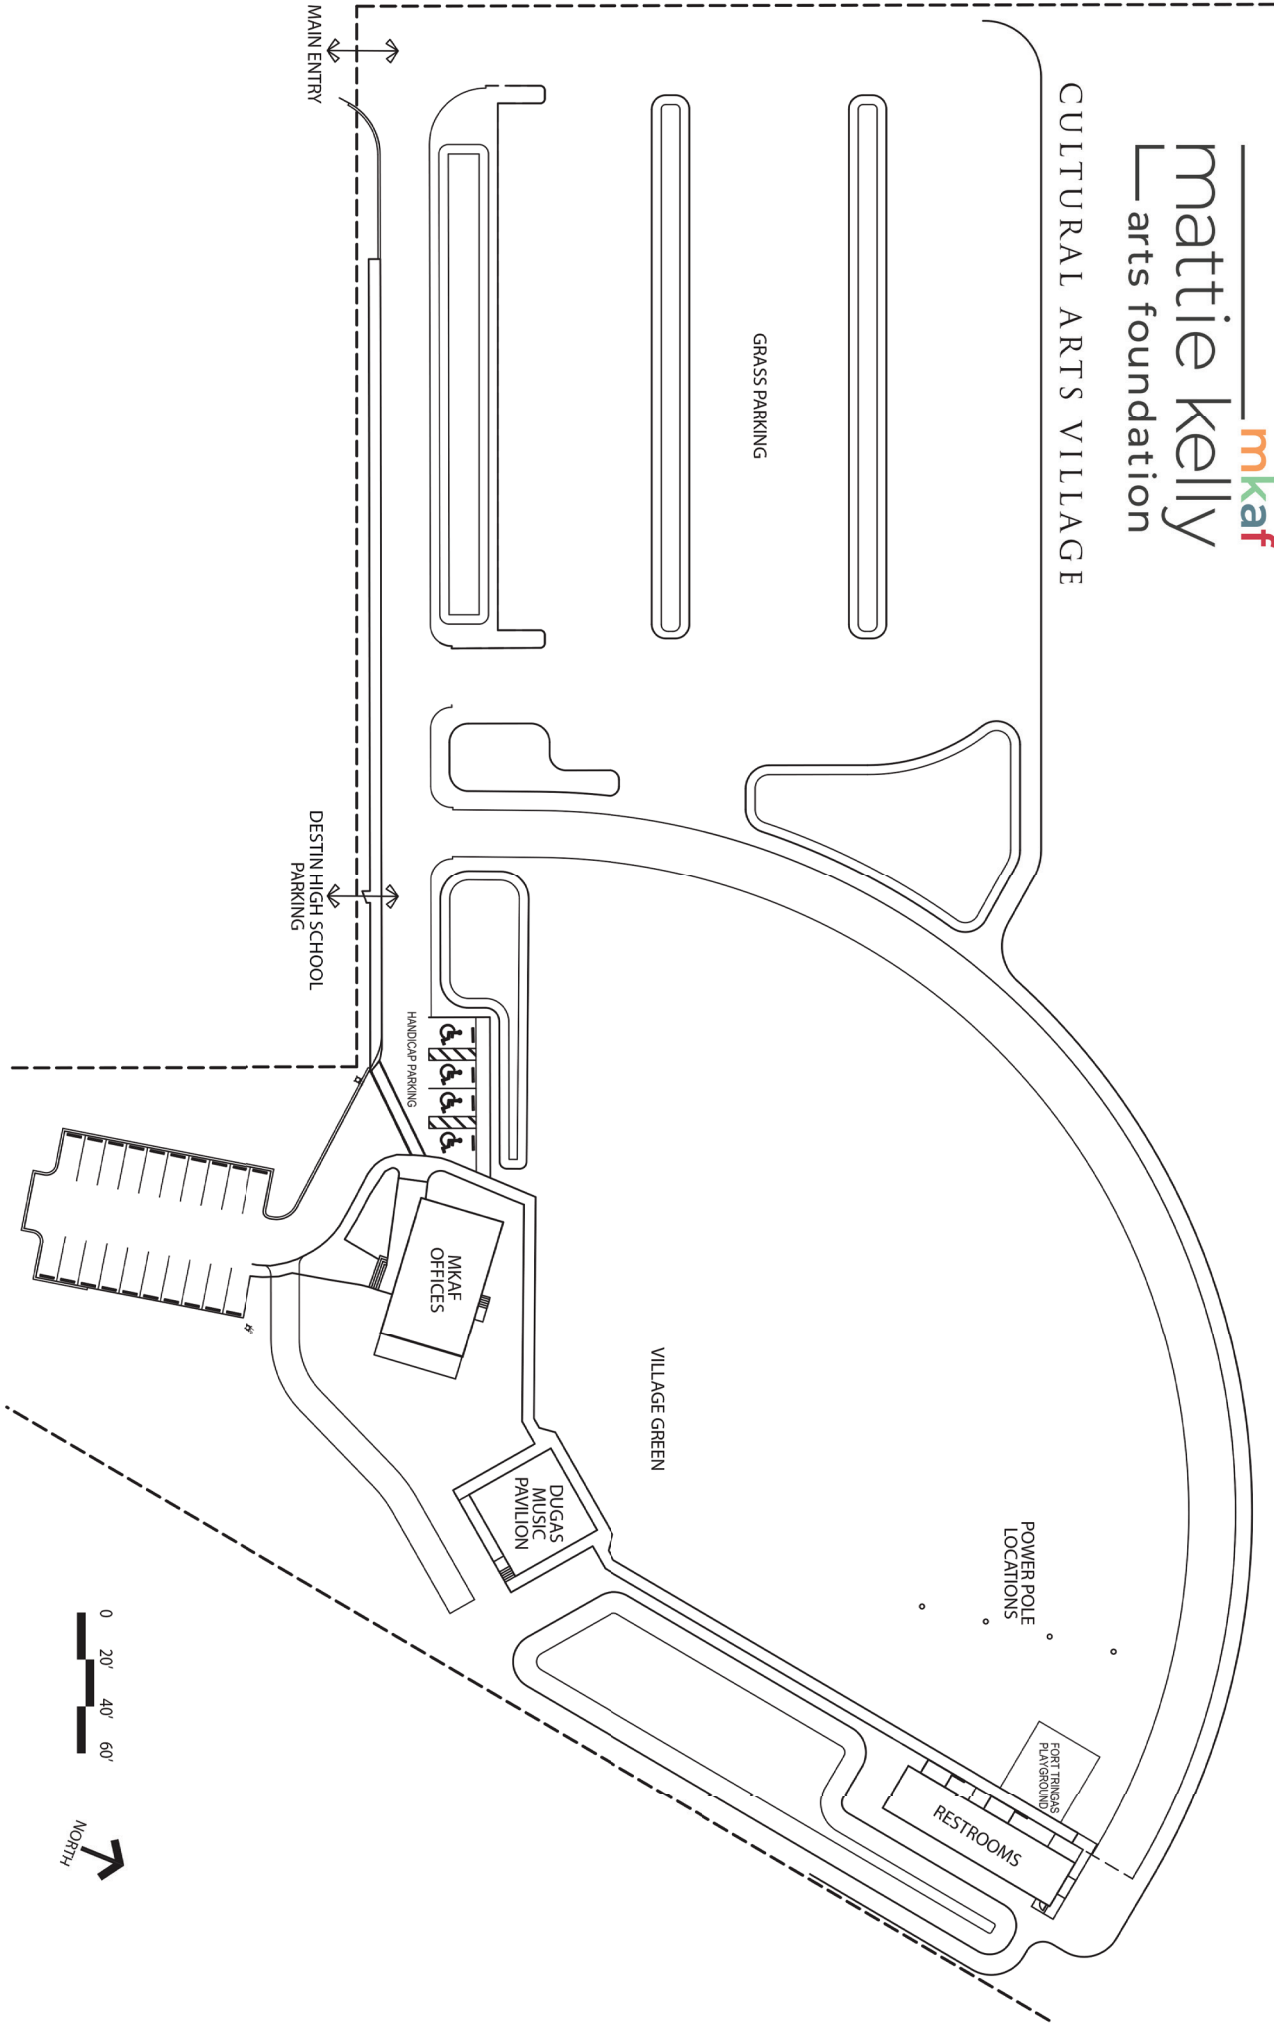 mkaf
mattie kelly
arts foundation
CULTURAL ARTS VILLAGE
GRASS PARKING
MAIN ENTRY
POWER POLE
LOCATIONS
FORT TRINGAS
PLAYGROUND
RESTROOMS
VILLAGE GREEN
DUGAS
MUSIC
PAVILION
MKAF
OFFICES
HANDICAP PARKING
DESTIN HIGH SCHOOL
PARKING
0 20' 40' 60'
NORTH